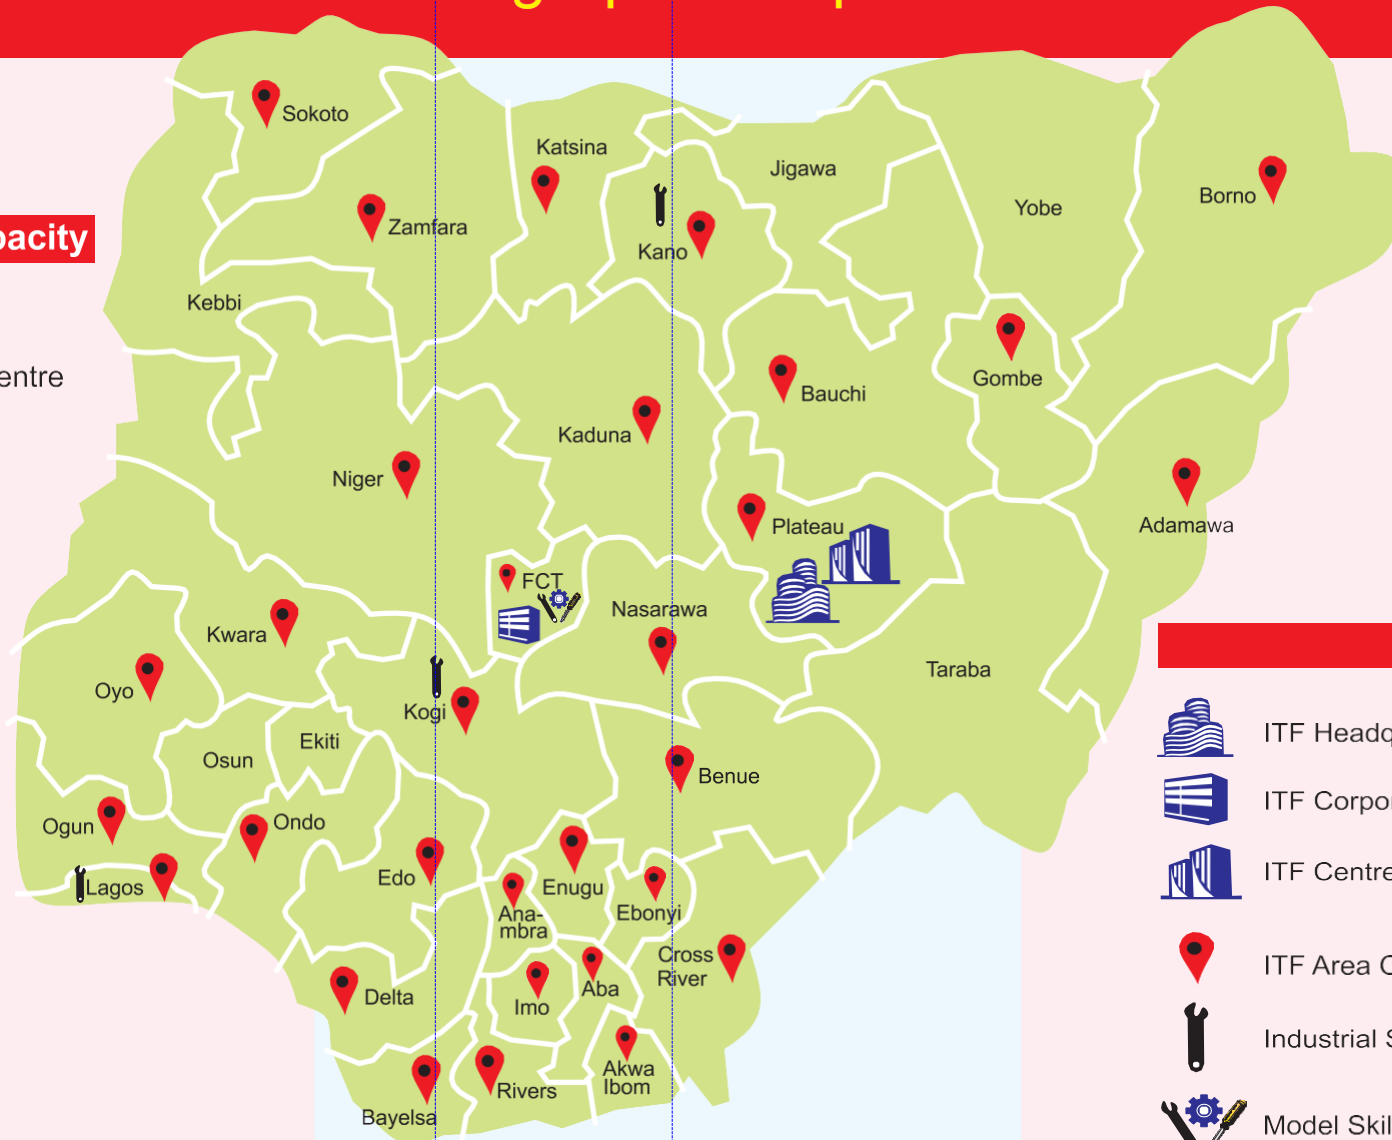 pacity
entre
Sokoto
Katsina
Jigawa
Zamfara
Kano
Yobe
Borno
Kebbi
Gombe
Bauchi
Kaduna
Niger
Plateau
Adamawa
FCT
Nasarawa
Kwara
Oyo
Kogi
Taraba
Ekiti
Osun
Benue
Ogun
Ondo
Lagos
Edo
Enugu
Ana-
mbra
Ebonyi
Cross
River
Delta
Imo
Aba
Akwa
Ibom
Rivers
Bayelsa
ITF Headq
ITF Corpor
ITF Centre
ITF Area O
Industrial S
Model Skil